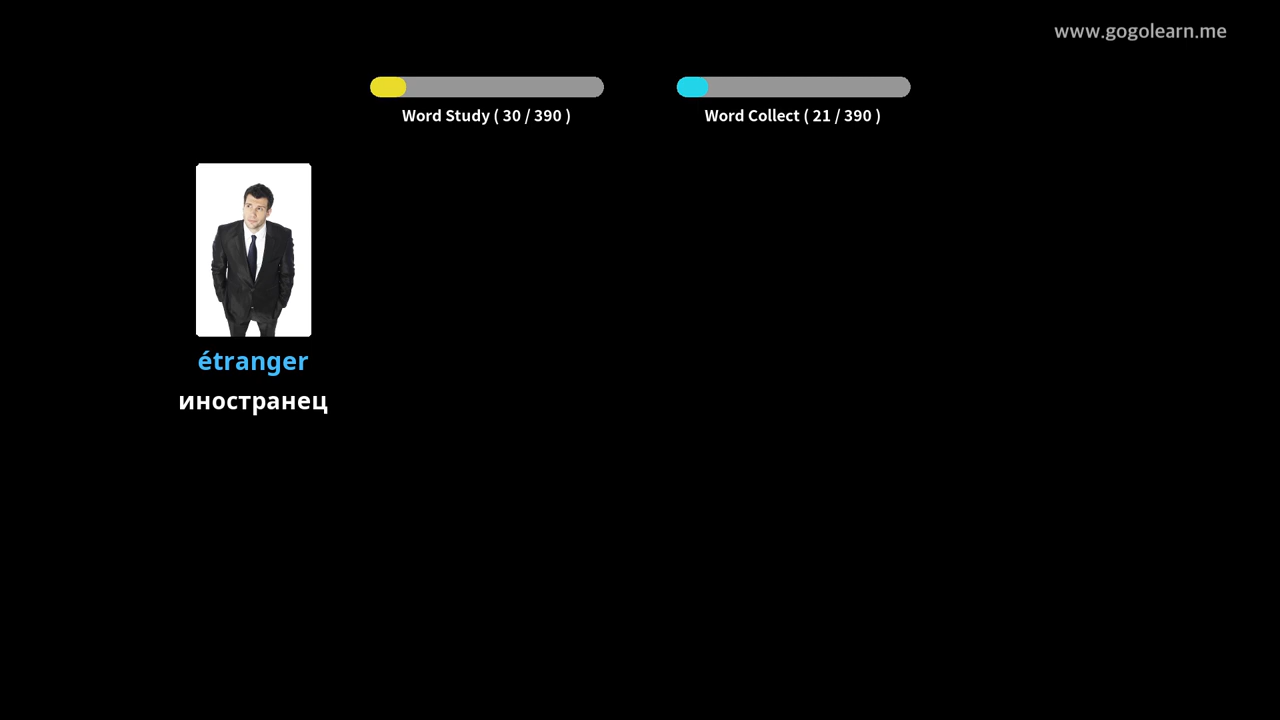 www.gogolearn.me
Word Study ( 30 / 390 )
Word Collect ( 21 / 390 )
étranger
иностранец